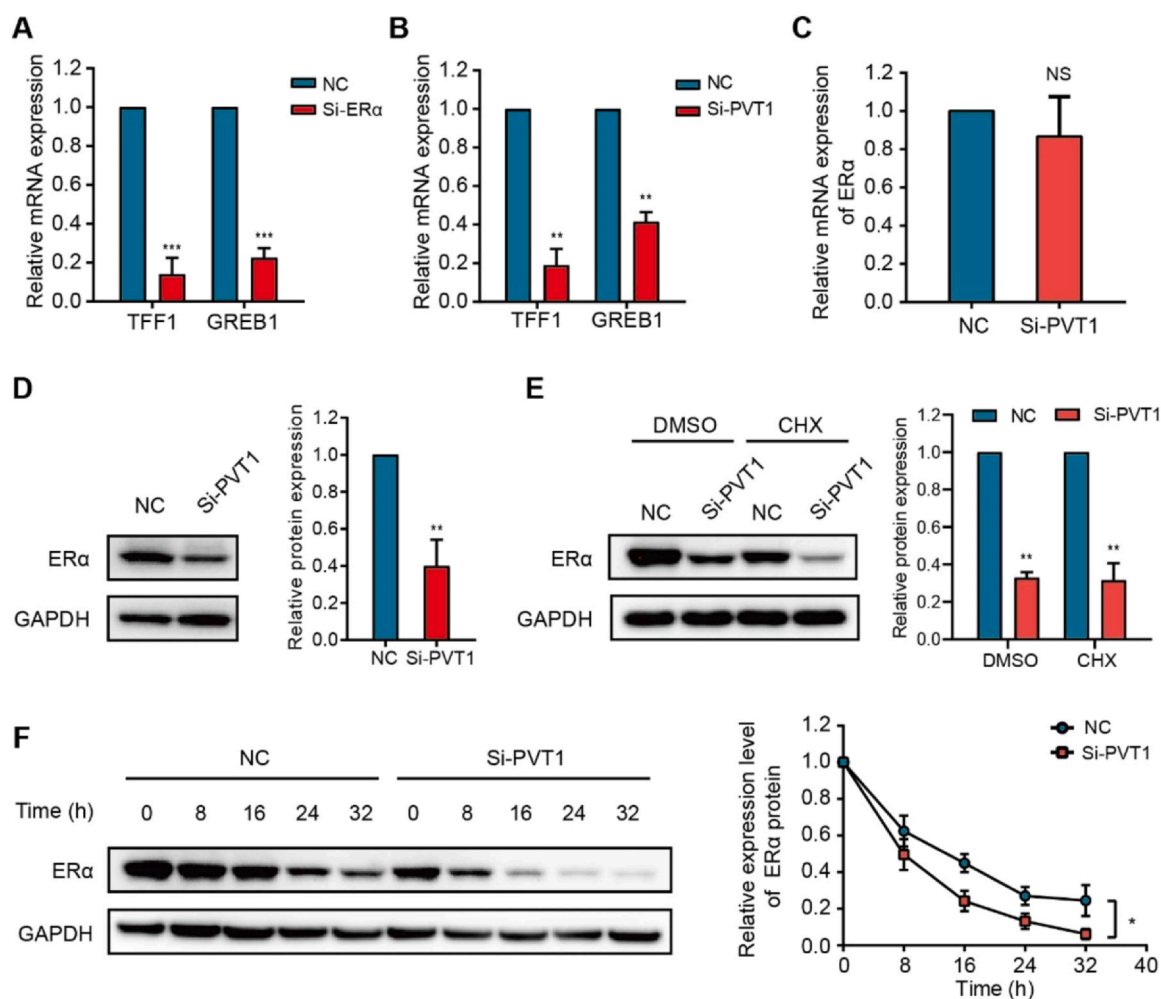 A
Relative mRNA expression
1.2
1.0
0.8
0.6
0.4
0.2
0.0
NC
Si-ERα
***
***
TFF1 GREB1
B
Relative mRNA expression
1.2
1.0
0.8
0.6
0.4
0.2
0.0
NC
Si-PVT1
**
**
TFF1 GREB1
C
Relative mRNA expression
of ERα
1.2
1.0
0.8
0.6
0.4
0.2
0.0
NS
NC Si-PVT1
D
NC Si-PVT1
ERα
GAPDH
Relative protein expression
1.2
1.0
0.8
0.6
0.4
0.2
0.0
**
NC Si-PVT1
E
DMSO CHX
NC Si-PVT1 NC Si-PVT1
ERα
GAPDH
Relative protein expression
1.2
1.0
0.8
0.6
0.4
0.2
0.0
NC Si-PVT1
**
**
DMSO CHX
F
NC Si-PVT1
Time (h) 0 8 16 24 32 0 8 16 24 32
ERα
GAPDH
Relative expression level
of ERα protein
1.2
1.0
0.8
0.6
0.4
0.2
0.0
NC
Si-PVT1
*
0 8 16 24 32 40
Time (h)